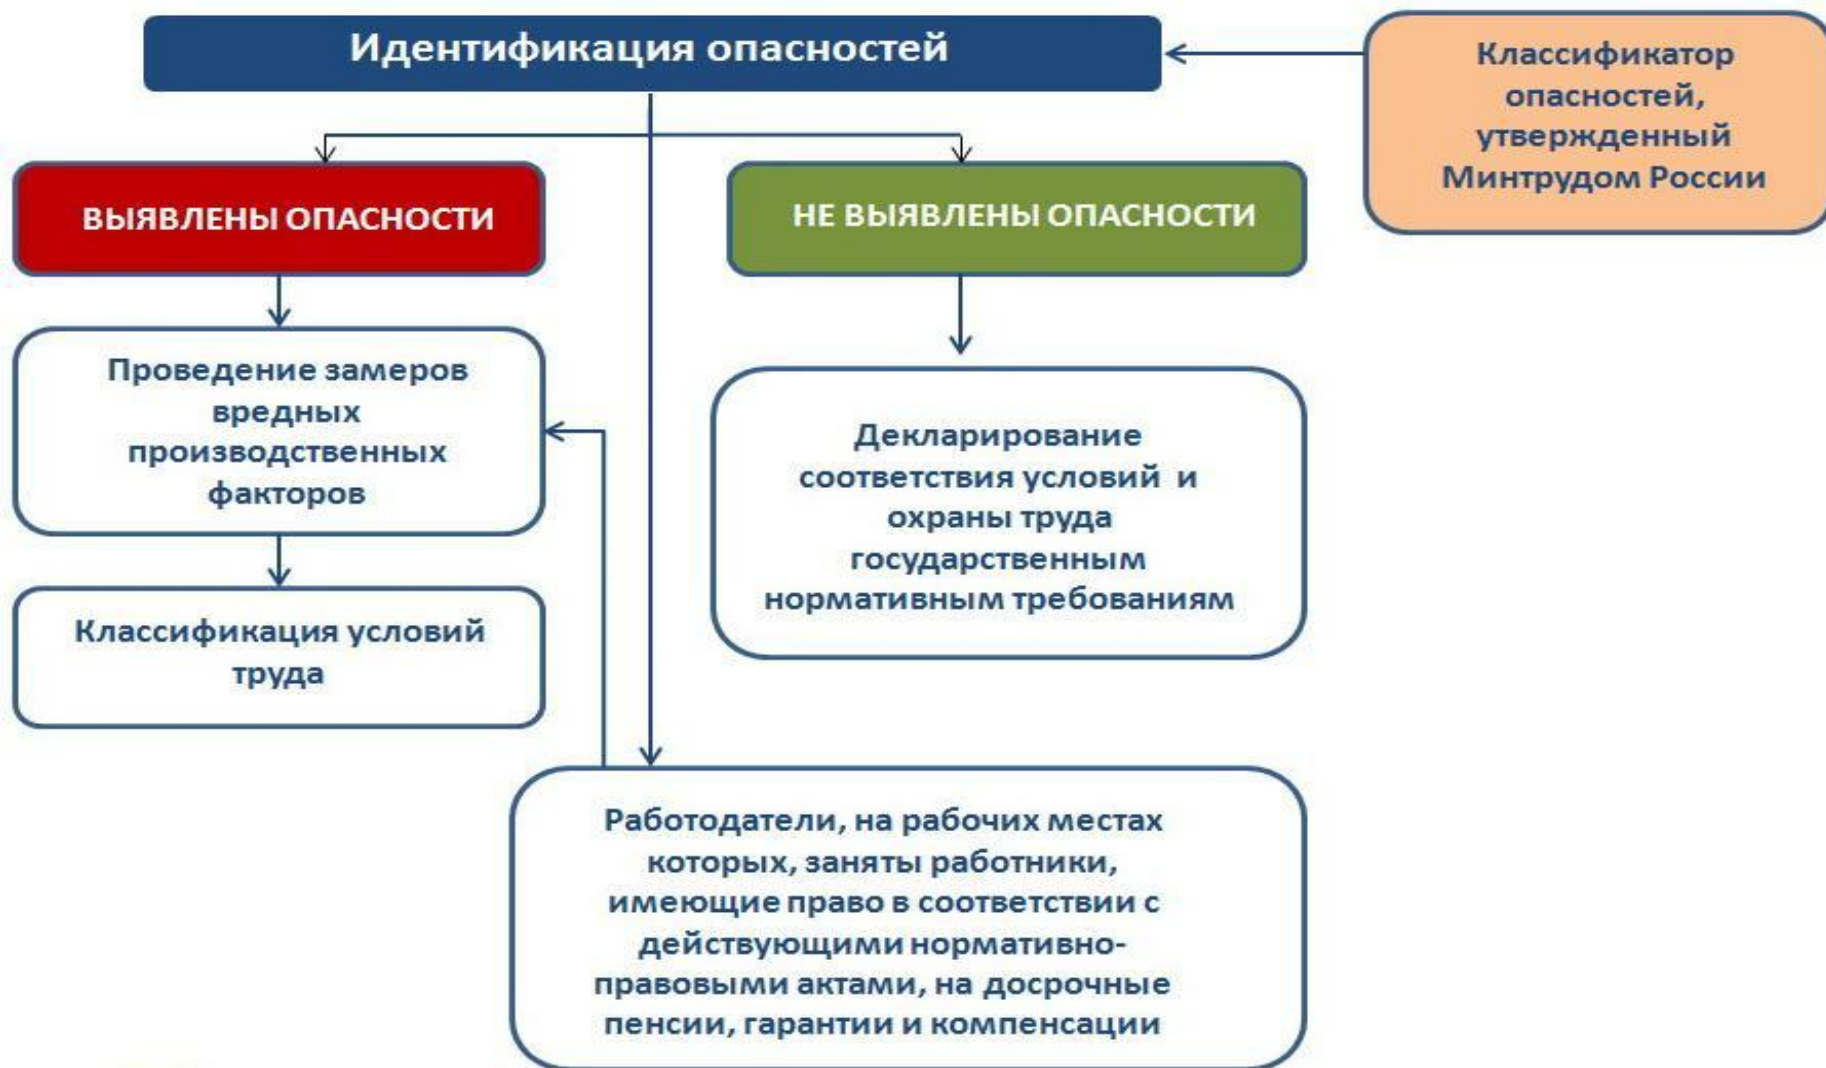 Идентификация опасностей
Классификатор
опасностей,
утвержденный
Минтрудом России
ВЫЯВЛЕНЫ ОПАСНОСТИ
НЕ ВЫЯВЛЕНЫ ОПАСНОСТИ
Проведение замеров
вредных
производственных
факторов
Декларирование
соответствия условий и
охраны труда
государственным
нормативным требованиям
Классификация условий
труда
Работодатели, на рабочих местах
которых, заняты работники,
имеющие право в соответствии с
действующими нормативно-
правовыми актами, на досрочные
пенсии, гарантии и компенсации